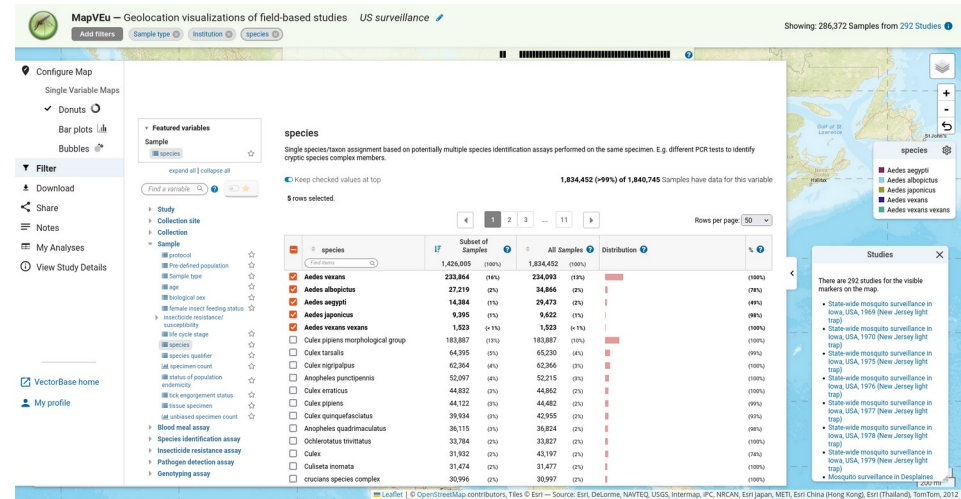 MapVEu — Geolocation visualizations of field-based studies US surveillance
Add filters Sample type Institution species
Showing: 286,372 Samples from 292 Studies
Configure Map
Single Variable Maps
Donuts
Bar plots
Bubbles
Filter
Download
Share
Notes
My Analyses
View Study Details
VectorBase home
My profile
Featured variables
Sample
species
expand all | collapse all
Find a variable
Study
Collection site
Collection
Sample
protocol
Pre-defined population
Sample type
age
biological sex
female insect feeding status
insecticide resistance/
susceptibility
life cycle stage
species
species qualifier
specimen count
status of population
endemicity
tick engorgement status
tissue specimen
unbiased specimen count
Blood meal assay
Species identification assay
Insecticide resistance assay
Pathogen detection assay
Genotyping assay
species
Single species/taxon assignment based on potentially multiple species identification assays performed on the same specimen. E.g. different PCR tests to identify
cryptic species complex members.
Keep checked values at top
1,834,452 (>99%) of 1,840,745 Samples have data for this variable
5 rows selected.
1 2 3 ... 11
Rows per page: 50
species Subset of Samples All Samples Distribution %
Find items 1,426,005 (100%) 1,834,452 (100%)
Aedes vexans 233,864 (16%) 234,093 (13%) (100%)
Aedes albopictus 27,219 (2%) 34,866 (2%) (78%)
Aedes aegypti 14,384 (1%) 29,473 (2%) (49%)
Aedes japonicus 9,395 (1%) 9,622 (1%) (98%)
Aedes vexans vexans 1,523 (<1%) 1,523 (<1%) (100%)
Culex pipiens morphological group 183,887 (13%) 183,887 (10%) (100%)
Culex tarsalis 64,395 (5%) 65,230 (4%) (99%)
Culex nigripalpus 62,364 (4%) 62,366 (3%) (100%)
Anopheles punctipennis 52,097 (4%) 52,215 (3%) (100%)
Culex erraticus 44,832 (3%) 44,862 (2%) (100%)
Culex pipiens 44,122 (3%) 44,482 (2%) (99%)
Culex quinquefasciatus 39,934 (3%) 42,955 (2%) (93%)
Anopheles quadrimaculatus 36,115 (3%) 36,824 (2%) (98%)
Ochlerotatus trivittatus 33,784 (2%) 33,827 (2%) (100%)
Culex 31,932 (2%) 43,197 (2%) (74%)
Culiseta inornata 31,474 (2%) 31,477 (2%) (100%)
crucians species complex 30,996 (2%) 30,997 (2%) (100%)
Gulf of St
Lawrence
St John's
Halifax
+
-
species
Aedes aegypti
Aedes albopictus
Aedes japonicus
Aedes vexans
Aedes vexans vexans
Studies
There are 292 studies for the visible
markers on the map.
State-wide mosquito surveillance in
Iowa, USA, 1969 (New Jersey light
trap)
State-wide mosquito surveillance in
Iowa, USA, 1970 (New Jersey light
trap)
State-wide mosquito surveillance in
Iowa, USA, 1975 (New Jersey light
trap)
State-wide mosquito surveillance in
Iowa, USA, 1976 (New Jersey light
trap)
State-wide mosquito surveillance in
Iowa, USA, 1977 (New Jersey light
trap)
State-wide mosquito surveillance in
Iowa, USA, 1978 (New Jersey light
trap)
State-wide mosquito surveillance in
Iowa, USA, 1979 (New Jersey light
trap)
Mosquito surveillance in Desplaines
200 mi
Leaflet | © OpenStreetMap contributors, Tiles © Esri — Source: Esri, DeLorme, NAVTEQ, USGS, Intermap, iPC, NRCAN, Esri Japan, METI, Esri China (Hong Kong), Esri (Thailand), TomTom, 2012